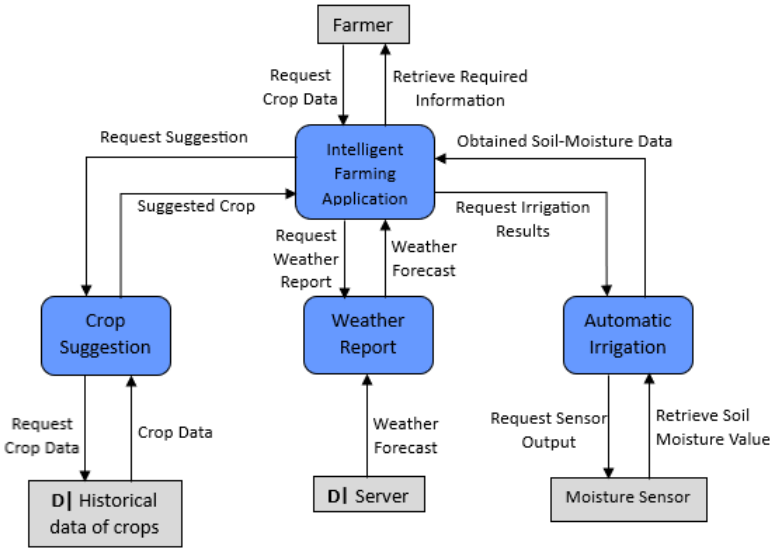 Farmer
Request
Crop Data
Retrieve Required
Information
Request Suggestion
Intelligent
Farming
Application
Obtained Soil-Moisture Data
Suggested Crop
Request Irrigation
Results
Request
Weather
Report
Weather
Forecast
Crop
Suggestion
Weather
Report
Automatic
Irrigation
Request
Crop Data
Crop Data
Weather
Forecast
Request Sensor
Output
Retrieve Soil
Moisture Value
D| Historical
data of crops
D| Server
Moisture Sensor